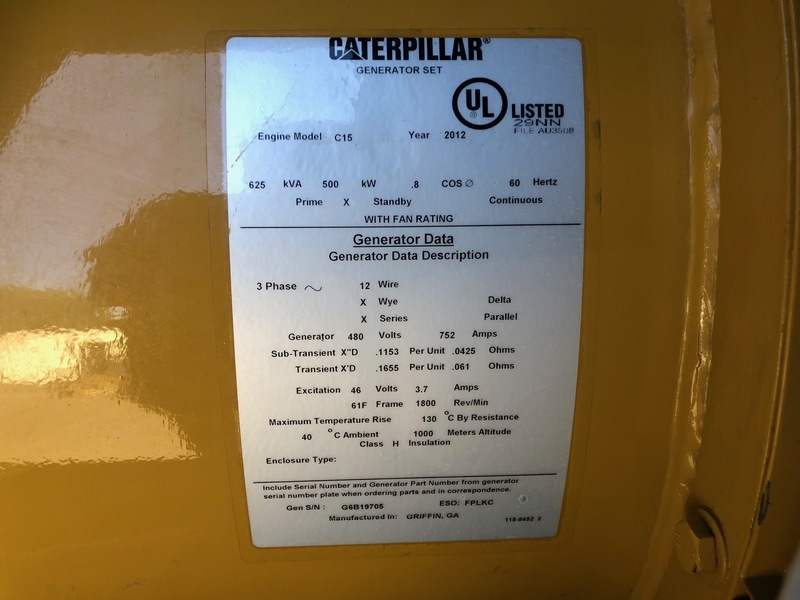 CATERPILLAR®
GENERATOR SET
UL® LISTED
29NN
FILE AU3508
Engine Model C15 Year 2012
625 kVA 500 kW .8 COS ∅ 60 Hertz
Prime X Standby Continuous
WITH FAN RATING
Generator Data
Generator Data Description
3 Phase ~ 12 Wire
X Wye Delta
X Series Parallel
Generator 480 Volts 752 Amps
Sub-Transient X"D .1153 Per Unit .0425 Ohms
Transient X'D .1655 Per Unit .061 Ohms
Excitation 46 Volts 3.7 Amps
61F Frame 1800 Rev/Min
Maximum Temperature Rise 130 °C By Resistance
40 °C Ambient 1000 Meters Altitude
Class H Insulation
Enclosure Type:
Include Serial Number and Generator Part Number from generator
serial number plate when ordering parts and in correspondence.
Gen S/N : G6B19705 ESO: FPLKC
Manufactured In: GRIFFIN, GA
118-8452 2